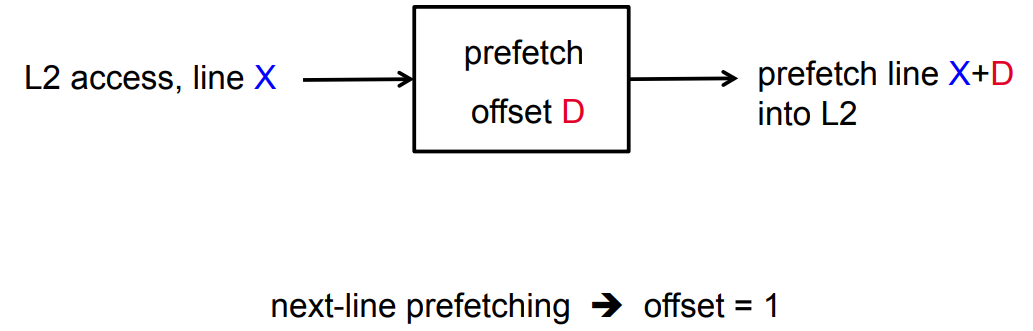 L2 access, line X
prefetch
offset D
prefetch line X+D
into L2
next-line prefetching ➔ offset = 1